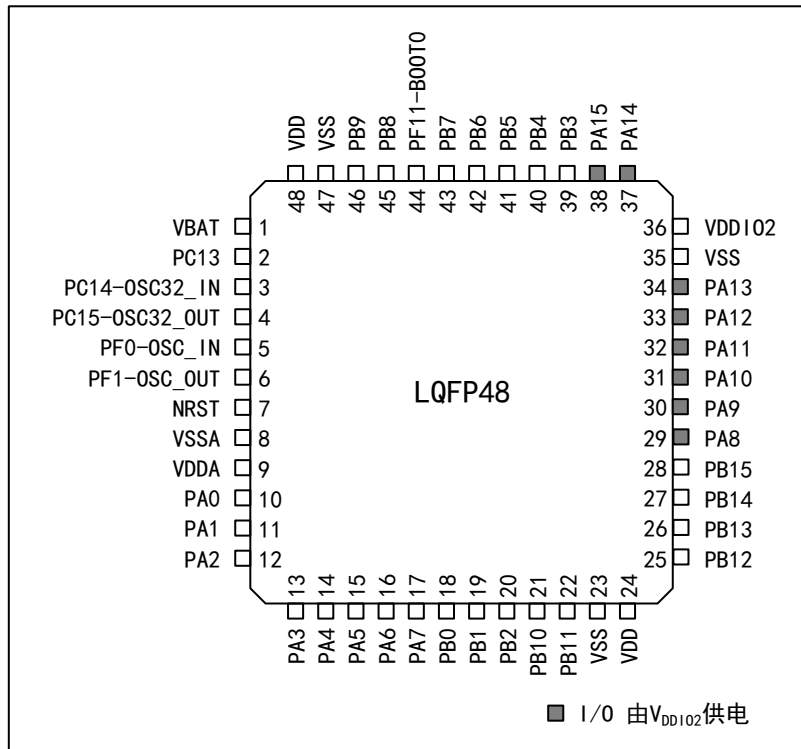 VDD
VSS
PB9
PB8
PF11-BOOT0
PB7
PB6
PB5
PB4
PB3
PA15
PA14
48
47
46
45
44
43
42
41
40
39
38
37
VBAT 1
PC13 2
PC14-OSC32_IN 3
PC15-OSC32_OUT 4
PF0-OSC_IN 5
PF1-OSC_OUT 6
NRST 7
VSSA 8
VDDA 9
PA0 10
PA1 11
PA2 12
LQFP48
36 VDDIO2
35 VSS
34 PA13
33 PA12
32 PA11
31 PA10
30 PA9
29 PA8
28 PB15
27 PB14
26 PB13
25 PB12
13
14
15
16
17
18
19
20
21
22
23
24
PA3
PA4
PA5
PA6
PA7
PB0
PB1
PB2
PB10
PB11
VSS
VDD
I/O 由VDDIO2供电